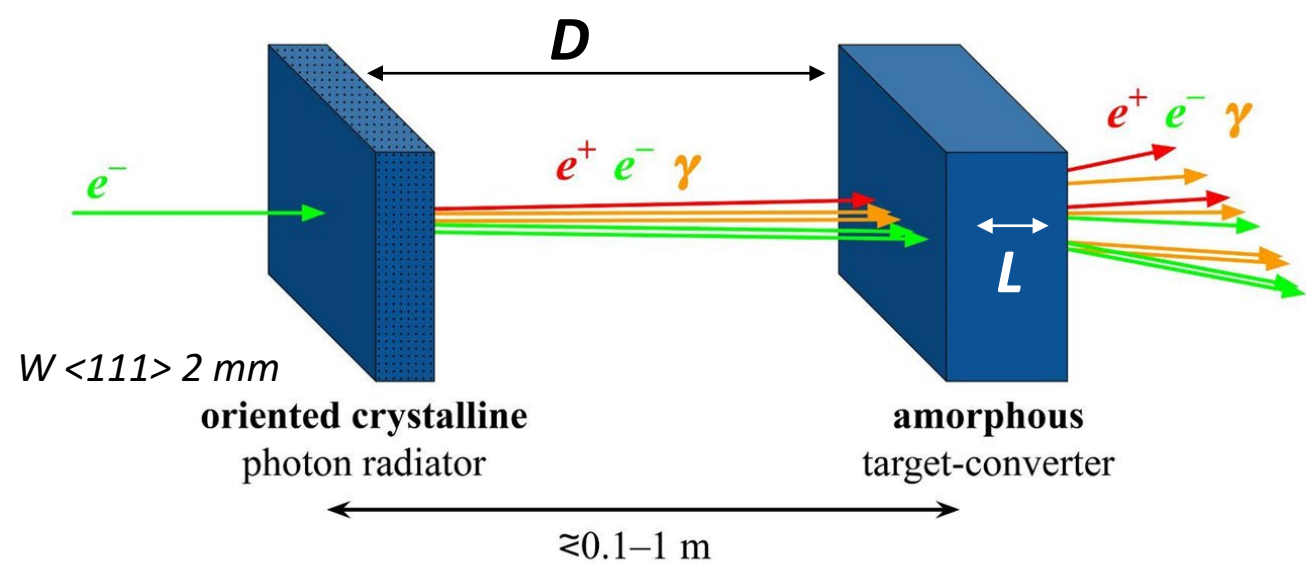 D
e⁺ e⁻ γ
e⁻
e⁺ e⁻ γ
L
W <111> 2 mm
oriented crystalline
photon radiator
amorphous
target-converter
≷0.1–1 m